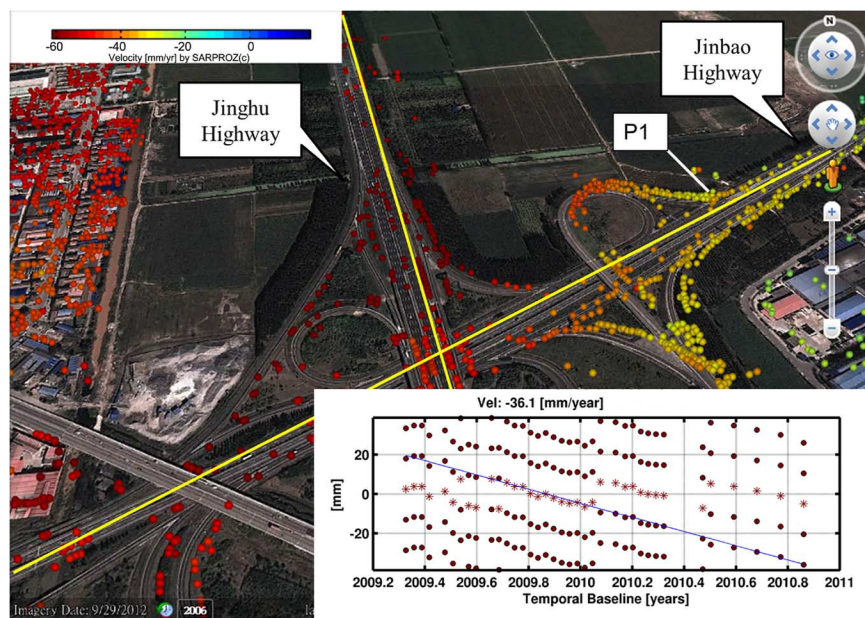 -60 -40 -20 0
Velocity [mm/yr] by SARPROZ(c)
N
Jinghu
Highway
Jinbao
Highway
P1
Vel: -36.1 [mm/year]
20
0
-20
[mm]
2009.2 2009.4 2009.6 2009.8 2010 2010.2 2010.4 2010.6 2010.8 2011
Temporal Baseline [years]
Imagery Date: 9/29/2012
2006
la